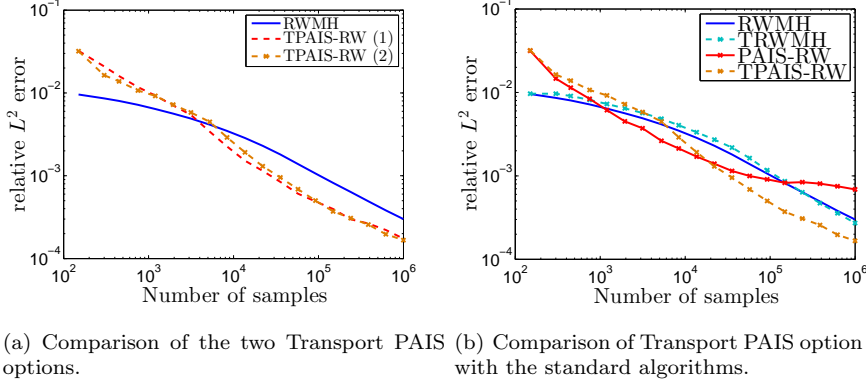 10^{-1}
10^{-2}
10^{-3}
10^{-4}
relative L^2 error
10^2 10^3 10^4 10^5 10^6
Number of samples
RWMH
TPAIS-RW (1)
TPAIS-RW (2)
(a) Comparison of the two Transport PAIS
options.
10^{-1}
10^{-2}
10^{-3}
10^{-4}
relative L^2 error
10^2 10^3 10^4 10^5 10^6
Number of samples
RWMH
TRWMH
PAIS-RW
TPAIS-RW
(b) Comparison of Transport PAIS option
with the standard algorithms.